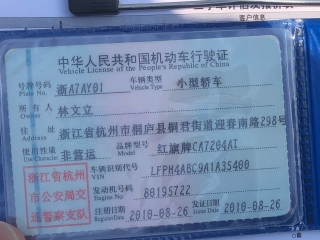 客户信息
中华人民共和国机动车行驶证
Vehicle License of the People's Republic of China
号牌号码 Plate No. 浙A7AY01 车辆类型 Vehicle Type 小型轿车
所有人 Owner 林文立
住址 Address 浙江省杭州市桐庐县桐君街道迎春南路298号
使用性质 Use Character 非营运 品牌型号 Model 红旗牌CA7204AT
浙江省杭州
市公安局交
通警察支队
车辆识别代号 VIN LFPH4ABC9A1A35400
发动机号码 Engine No. 80195722
注册日期 Register Date 2010-08-26 发证日期 Issue Date 2010-08-26